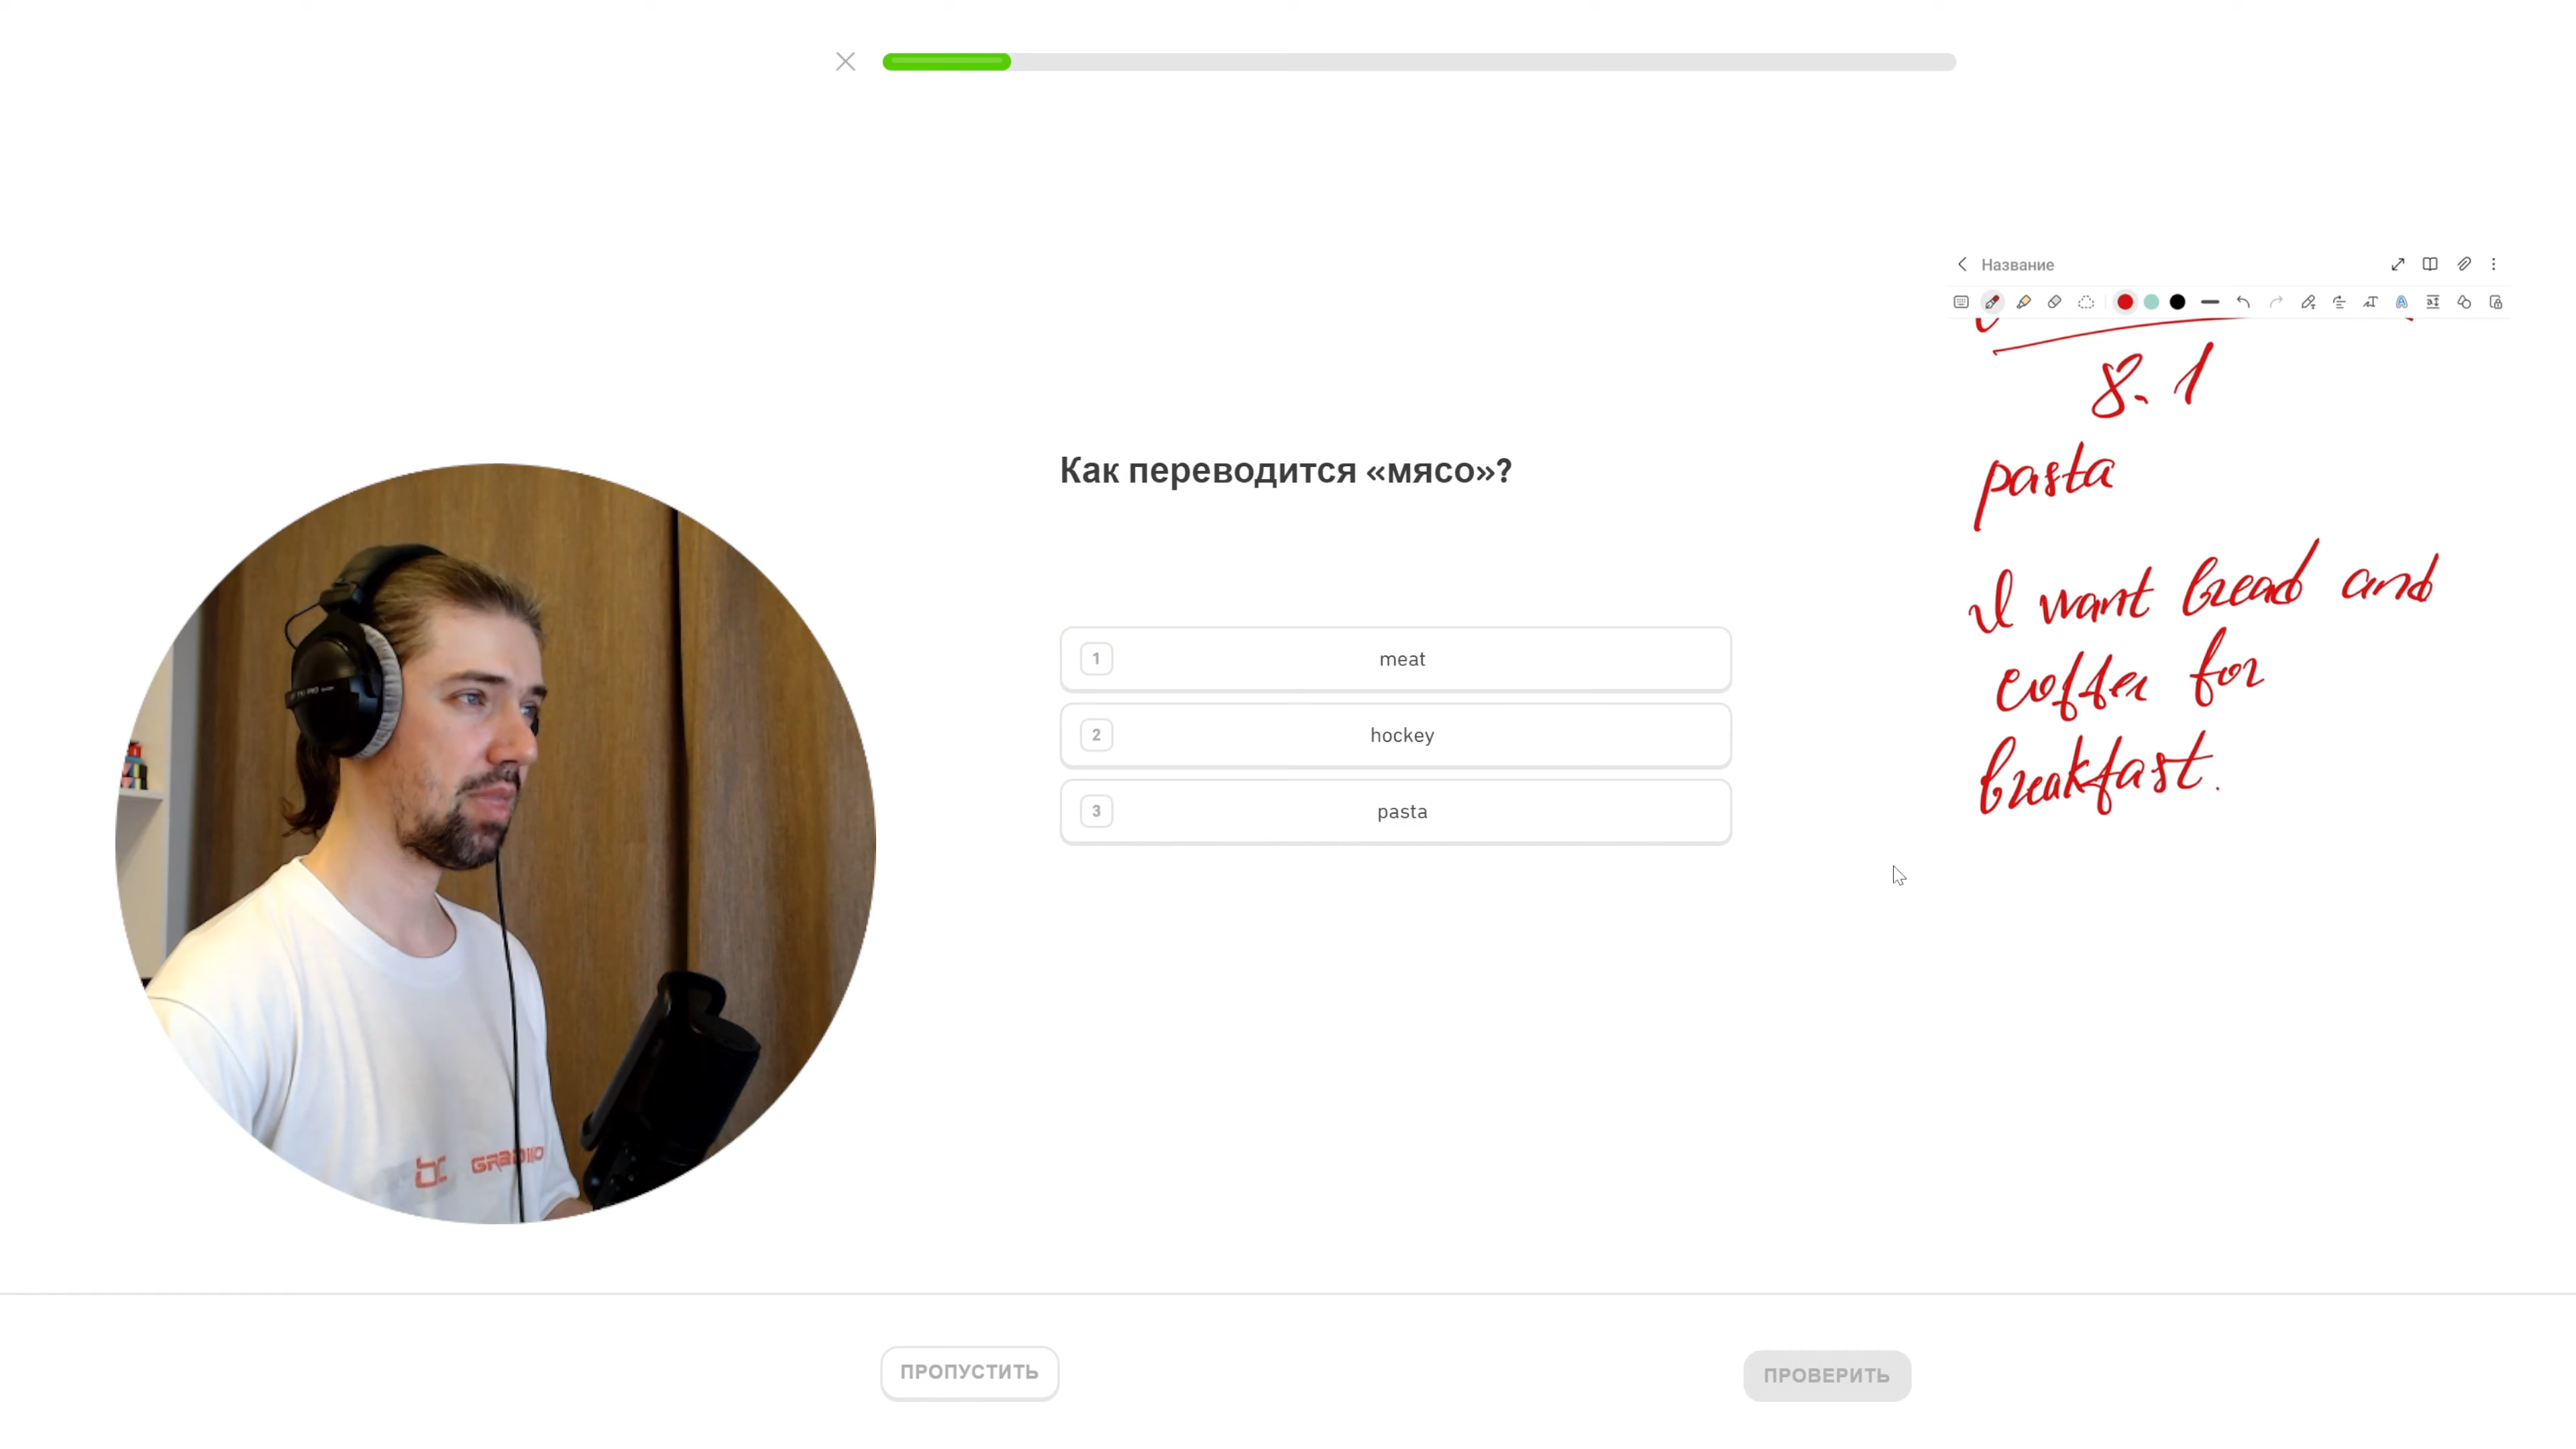 Название
8. 1
pasta
I want bread and
coffee for
breakfast.
Как переводится «мясо»?
1 meat
2 hockey
3 pasta
ПРОПУСТИТЬ
ПРОВЕРИТЬ